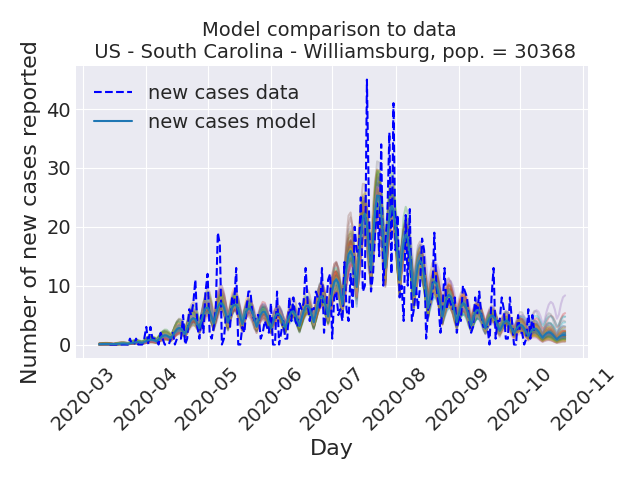 Model comparison to data
US - South Carolina - Williamsburg, pop. = 30368
Number of new cases reported
new cases data
new cases model
40
30
20
10
0
2020-03
2020-04
2020-05
2020-06
2020-07
2020-08
2020-09
2020-10
2020-11
Day